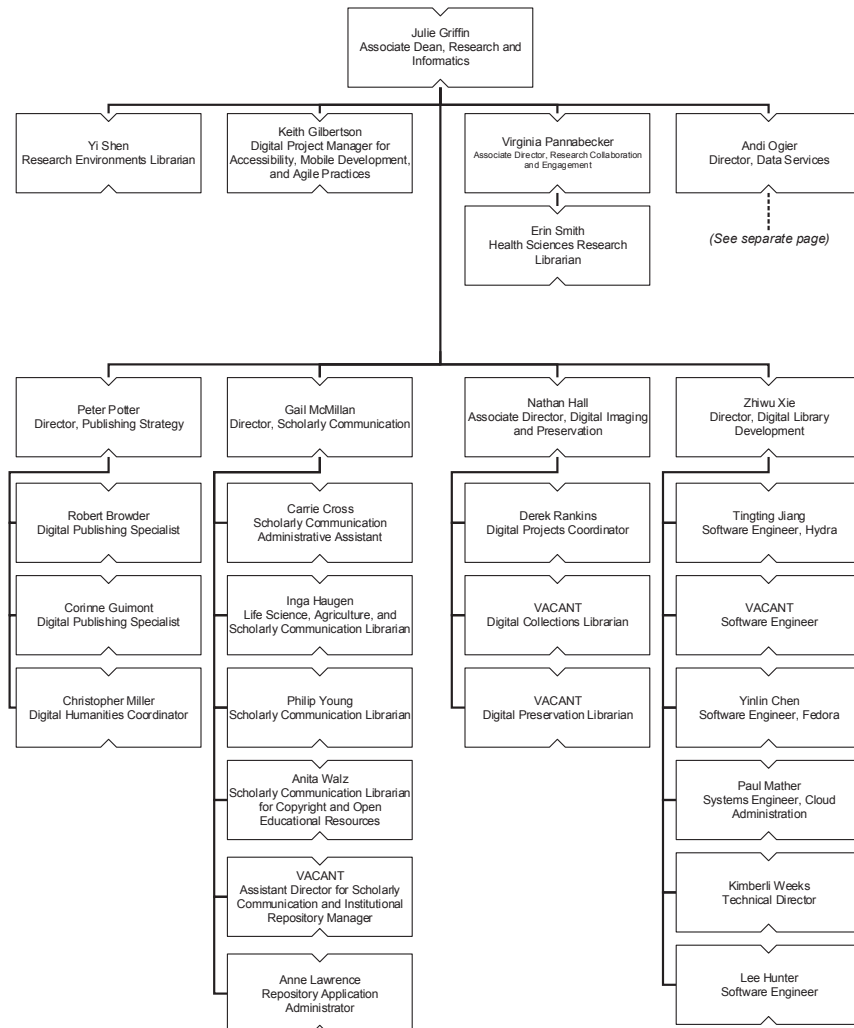 Julie Griffin
Associate Dean, Research and
Informatics
Yi Shen
Research Environments Librarian
Keith Gilbertson
Digital Project Manager for
Accessibility, Mobile Development,
and Agile Practices
Virginia Pannabecker
Associate Director, Research Collaboration
and Engagement
Andi Ogier
Director, Data Services
Erin Smith
Health Sciences Research
Librarian
(See separate page)
Peter Potter
Director, Publishing Strategy
Gail McMillan
Director, Scholarly Communication
Nathan Hall
Associate Director, Digital Imaging
and Preservation
Zhiwu Xie
Director, Digital Library
Development
Robert Browder
Digital Publishing Specialist
Carrie Cross
Scholarly Communication
Administrative Assistant
Derek Rankins
Digital Projects Coordinator
Tingting Jiang
Software Engineer, Hydra
Corinne Guimont
Digital Publishing Specialist
Inga Haugen
Life Science, Agriculture, and
Scholarly Communication Librarian
VACANT
Digital Collections Librarian
VACANT
Software Engineer
Christopher Miller
Digital Humanities Coordinator
Philip Young
Scholarly Communication Librarian
VACANT
Digital Preservation Librarian
Yinlin Chen
Software Engineer, Fedora
Anita Walz
Scholarly Communication Librarian
for Copyright and Open
Educational Resources
Paul Mather
Systems Engineer, Cloud
Administration
VACANT
Assistant Director for Scholarly
Communication and Institutional
Repository Manager
Kimberli Weeks
Technical Director
Anne Lawrence
Repository Application
Administrator
Lee Hunter
Software Engineer